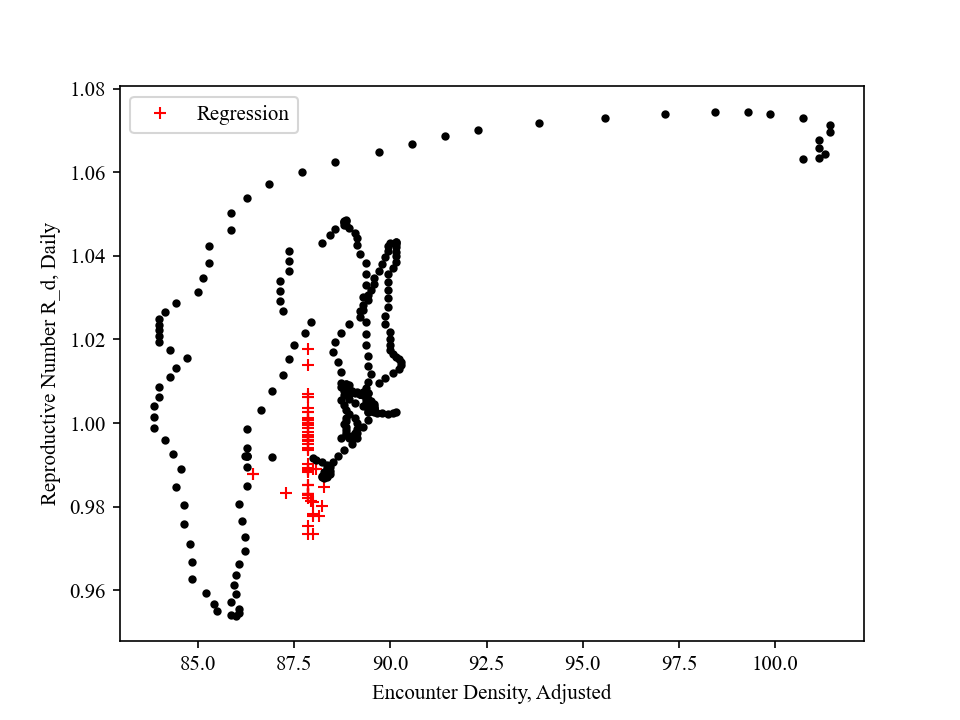 1.08
1.06
1.04
1.02
1.00
0.98
0.96
Reproductive Number R_d, Daily
Regression
85.0 87.5 90.0 92.5 95.0 97.5 100.0
Encounter Density, Adjusted